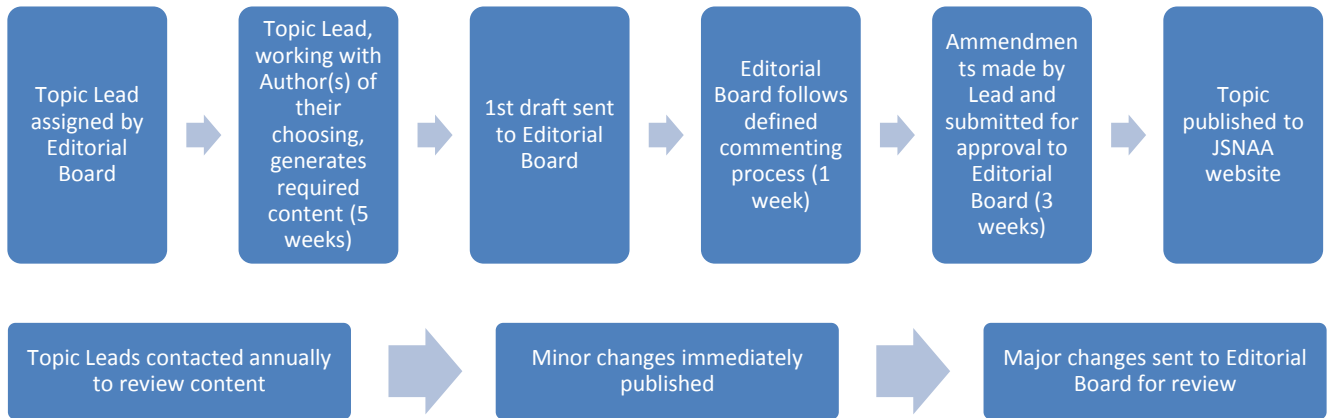 Topic Lead
assigned by
Editorial
Board
Topic Lead,
working with
Author(s) of
their
choosing,
generates
required
content (5
weeks)
1st draft sent
to Editorial
Board
Editorial
Board follows
defined
commenting
process (1
week)
Ammendmen
ts made by
Lead and
submitted for
approval to
Editorial
Board (3
weeks)
Topic
published to
JSNAA
website
Topic Leads contacted annually
to review content
Minor changes immediately
published
Major changes sent to Editorial
Board for review